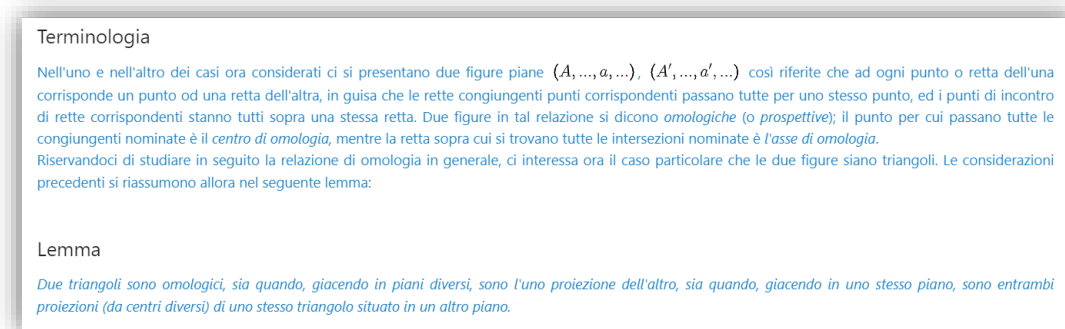 Terminologia
Nell'uno e nell'altro dei casi ora considerati ci si presentano due figure piane (A, ..., a, ...), (A', ..., a', ...) così riferite che ad ogni punto o retta dell'una
corrisponde un punto od una retta dell'altra, in guisa che le rette congiungenti punti corrispondenti passano tutte per uno stesso punto, ed i punti di incontro
di rette corrispondenti stanno tutti sopra una stessa retta. Due figure in tal relazione si dicono omologiche (o prospettive); il punto per cui passano tutte le
congiungenti nominate è il centro di omologia, mentre la retta sopra cui si trovano tutte le intersezioni nominate è l'asse di omologia.
Riservandoci di studiare in seguito la relazione di omologia in generale, ci interessa ora il caso particolare che le due figure siano triangoli. Le considerazioni
precedenti si riassumono allora nel seguente lemma:
Lemma
Due triangoli sono omologici, sia quando, giacendo in piani diversi, sono l'uno proiezione dell'altro, sia quando, giacendo in uno stesso piano, sono entrambi
proiezioni (da centri diversi) di uno stesso triangolo situato in un altro piano.